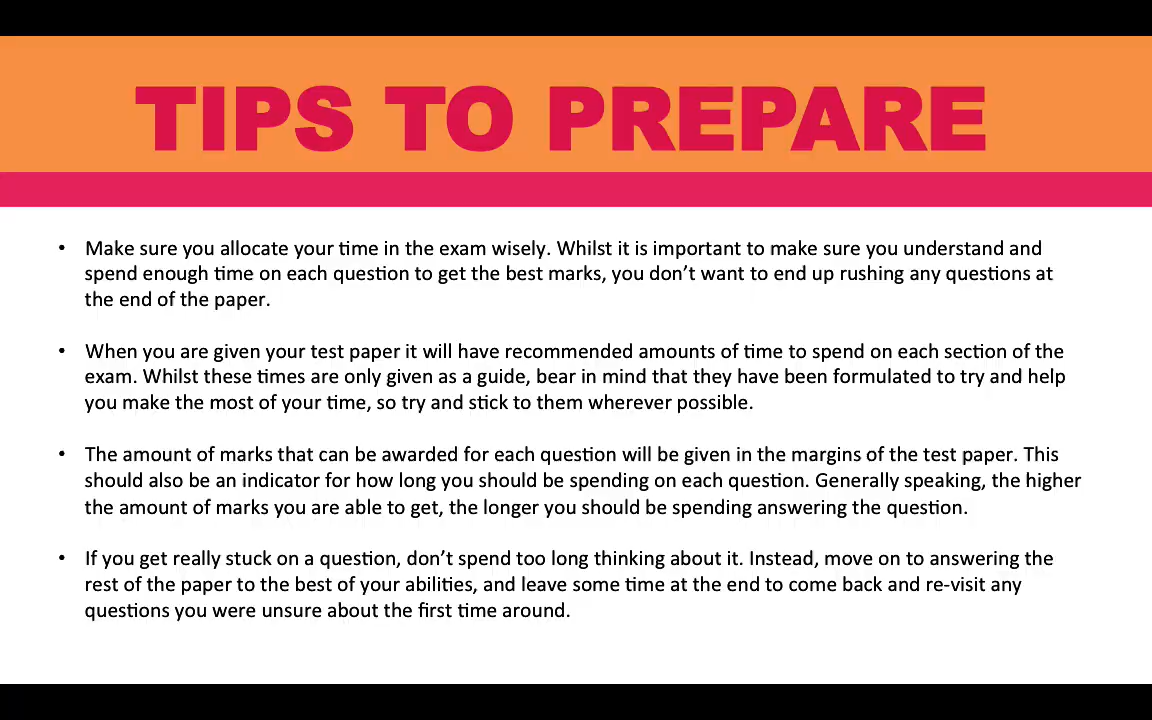 TIPS TO PREPARE
• Make sure you allocate your time in the exam wisely. Whilst it is important to make sure you understand and
spend enough time on each question to get the best marks, you don’t want to end up rushing any questions at
the end of the paper.
• When you are given your test paper it will have recommended amounts of time to spend on each section of the
exam. Whilst these times are only given as a guide, bear in mind that they have been formulated to try and help
you make the most of your time, so try and stick to them wherever possible.
• The amount of marks that can be awarded for each question will be given in the margins of the test paper. This
should also be an indicator for how long you should be spending on each question. Generally speaking, the higher
the amount of marks you are able to get, the longer you should be spending answering the question.
• If you get really stuck on a question, don’t spend too long thinking about it. Instead, move on to answering the
rest of the paper to the best of your abilities, and leave some time at the end to come back and re-visit any
questions you were unsure about the first time around.